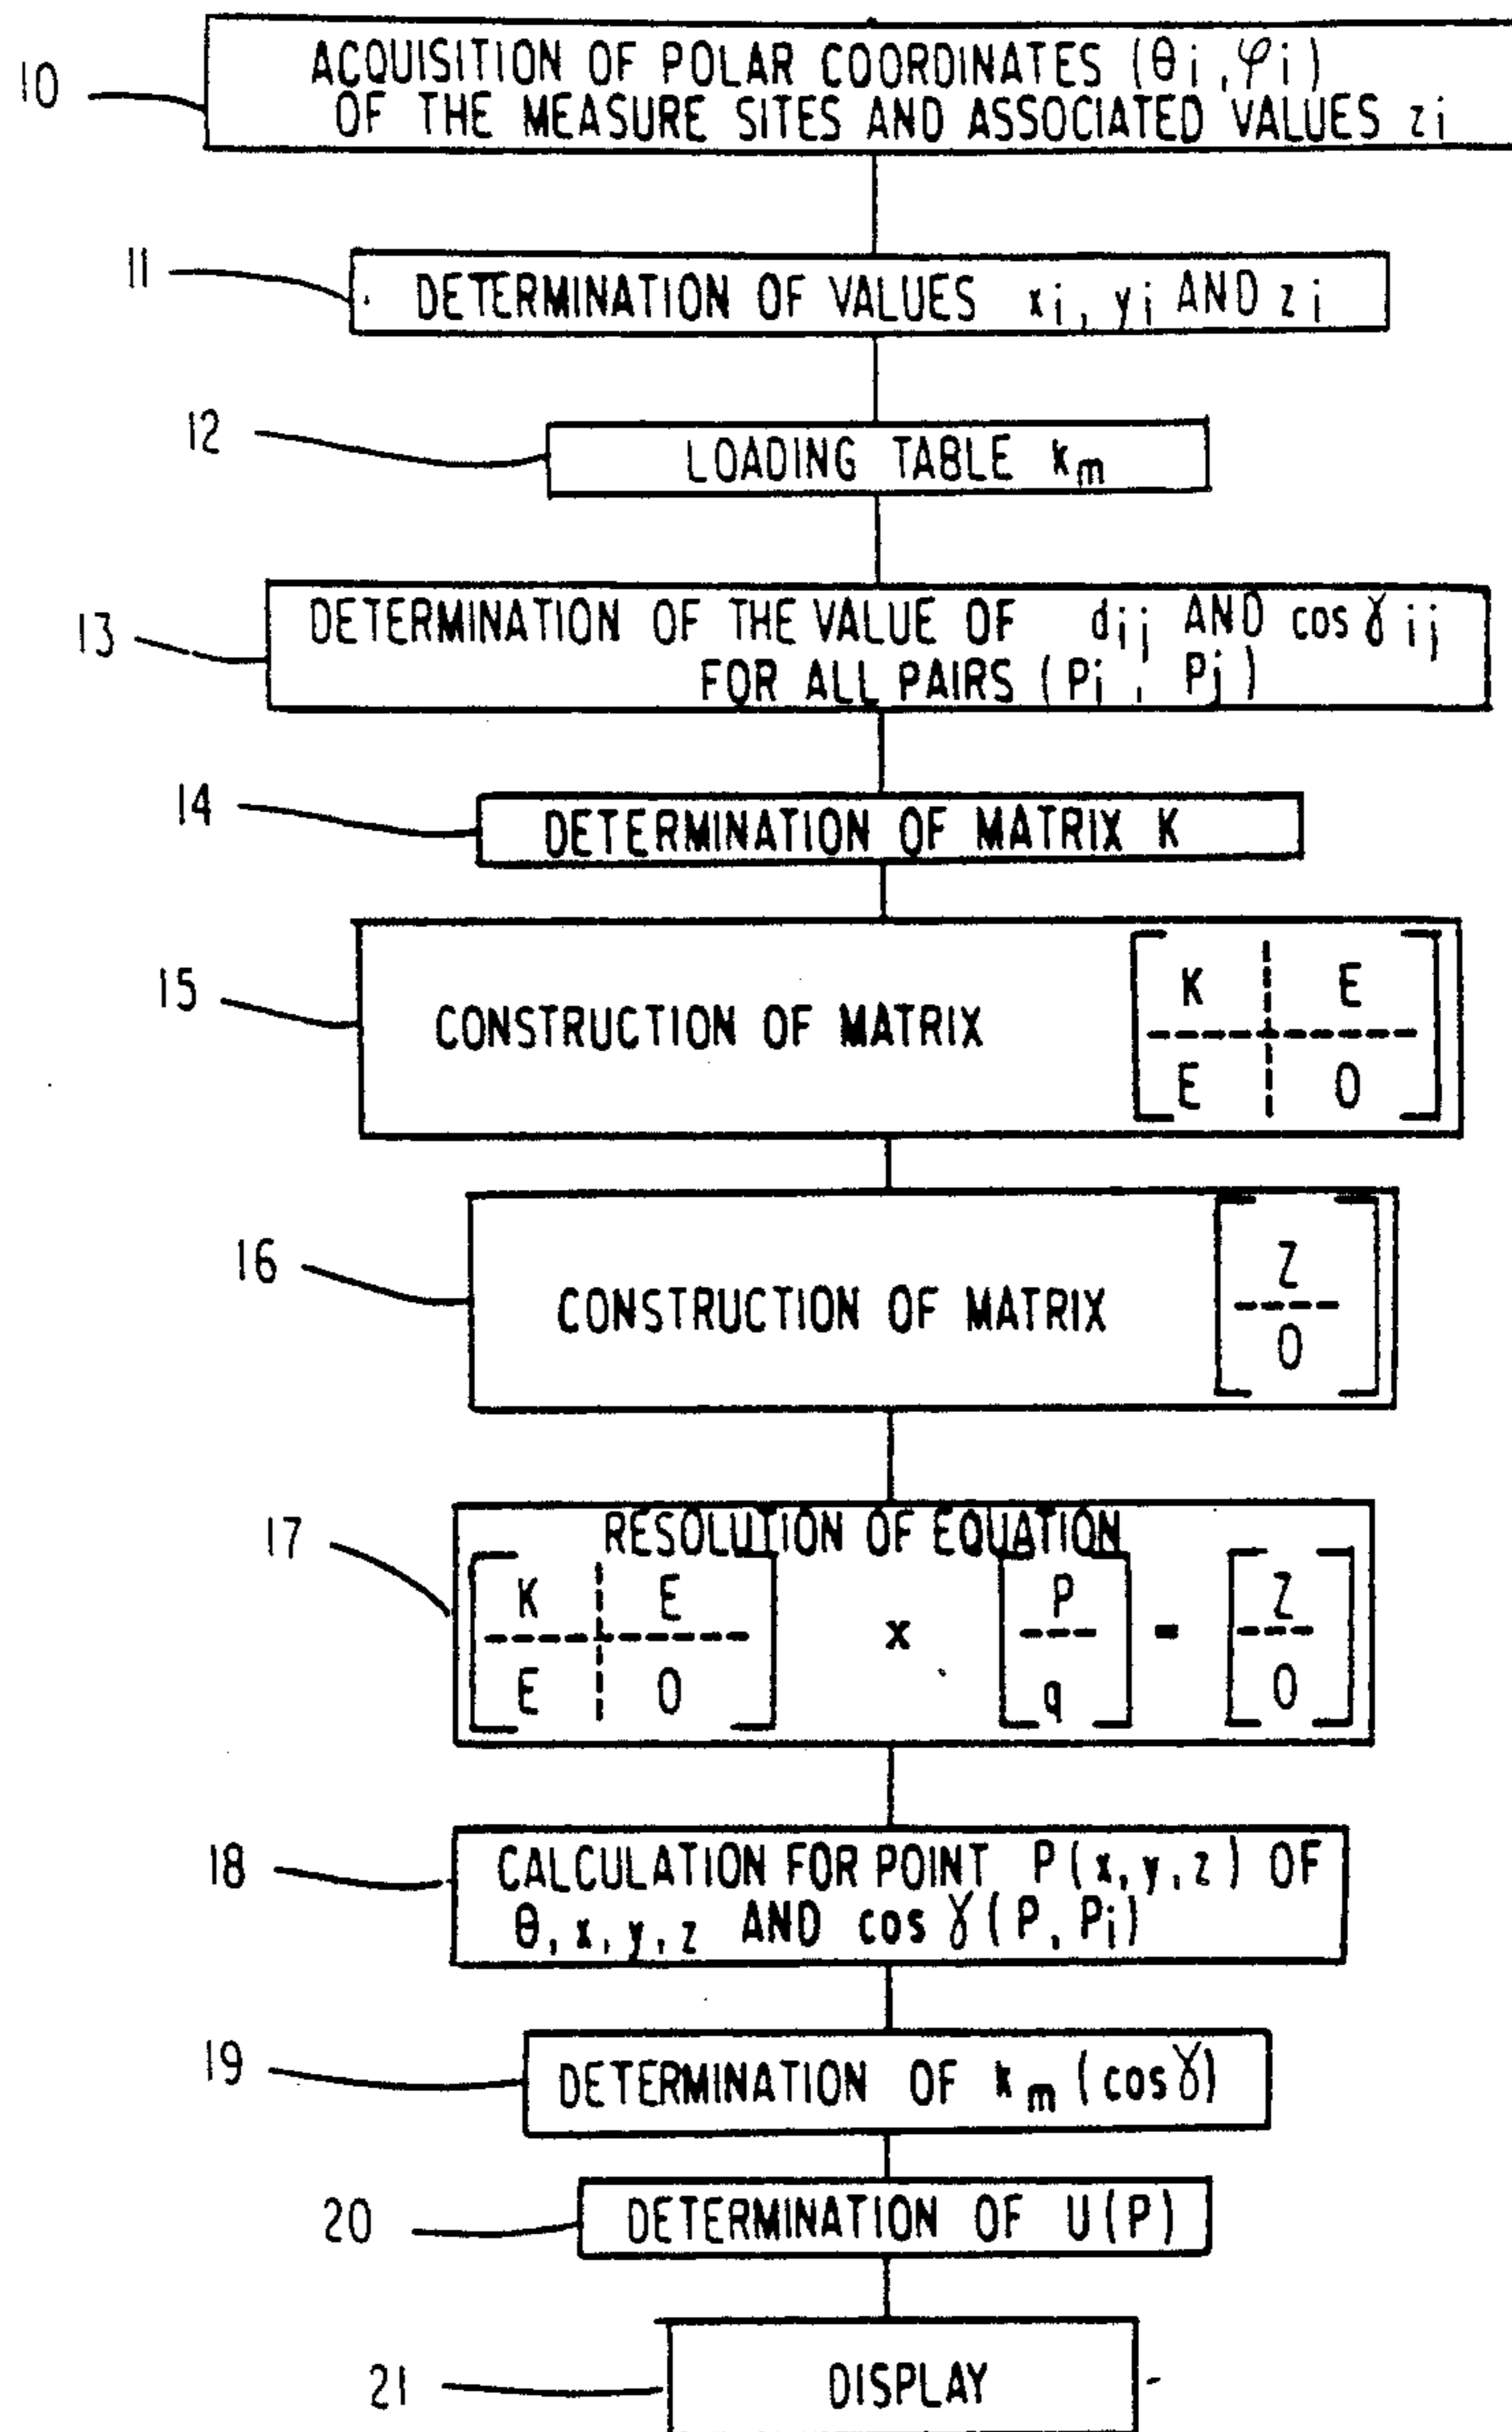 10
ACQUISITION OF POLAR COORDINATES (θi, φi)
OF THE MEASURE SITES AND ASSOCIATED VALUES zi
11
DETERMINATION OF VALUES xi, yi AND zi
12
LOADING TABLE km
13
DETERMINATION OF THE VALUE OF dij AND cos γij
FOR ALL PAIRS (Pi, Pj)
14
DETERMINATION OF MATRIX K
15
CONSTRUCTION OF MATRIX
K E
E 0
16
CONSTRUCTION OF MATRIX
Z
0
17
RESOLUTION OF EQUATION
K E
E 0
x
P
q
=
Z
0
18
CALCULATION FOR POINT P(x, y, z) OF
θ, x, y, z AND cos γ(P, Pi)
19
DETERMINATION OF km (cos γ)
20
DETERMINATION OF U(P)
21
DISPLAY